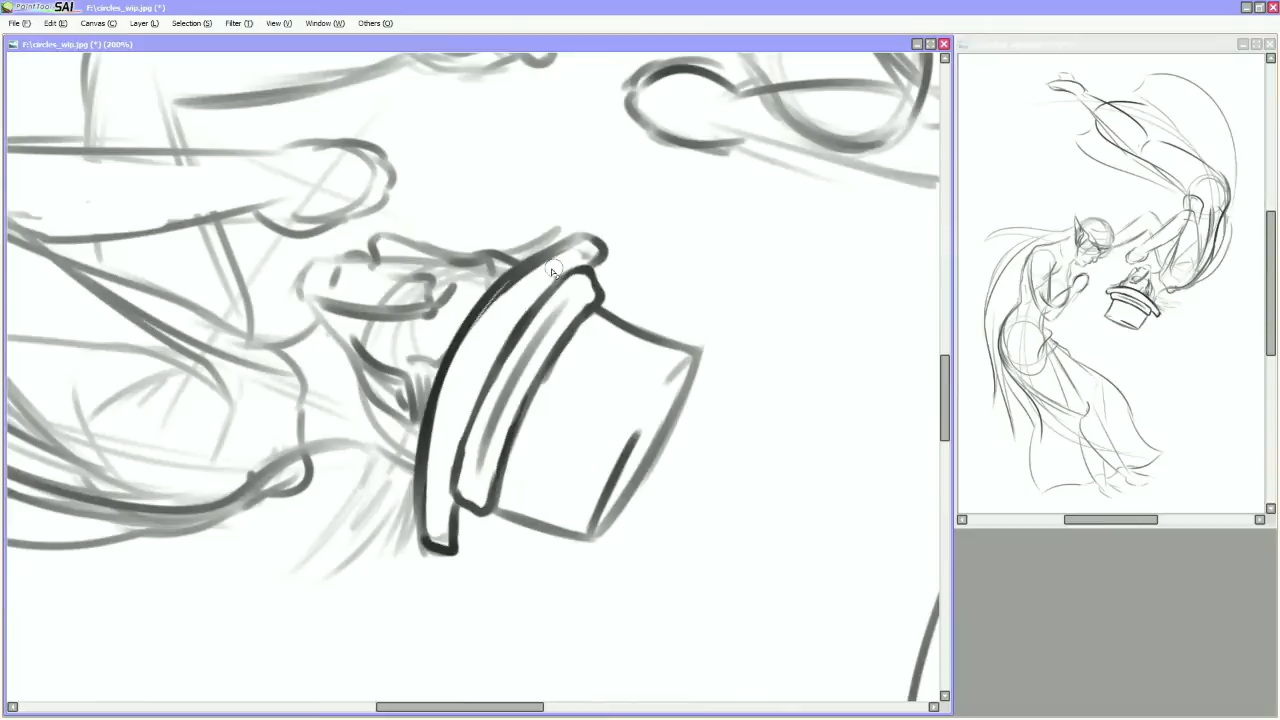 PaintTool SAI F:\circles_wip.jpg (*)
File (F) Edit (E) Canvas (C) Layer (L) Selection (S) Filter (T) View (V) Window (W) Others (O)
F:\circles_wip.jpg (*) (200%)